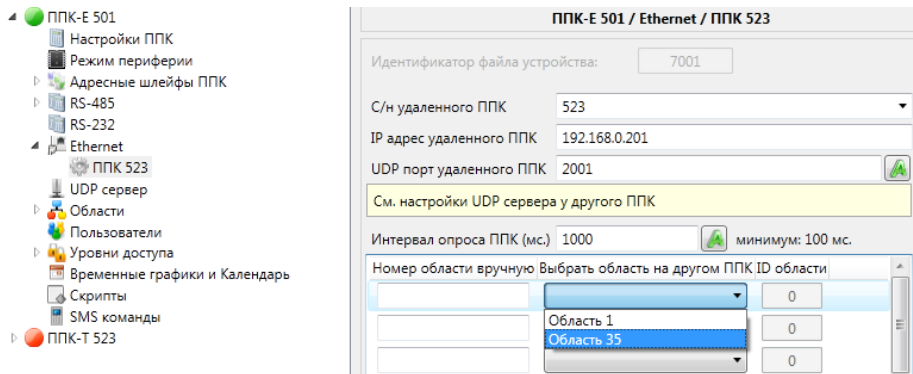 ППК-Е 501
Настройки ППК
Режим периферии
Адресные шлейфы ППК
RS-485
RS-232
Ethernet
ППК 523
UDP сервер
Области
Пользователи
Уровни доступа
Временные графики и Календарь
Скрипты
SMS команды
ППК-Т 523
ППК-Е 501 / Ethernet / ППК 523
Идентификатор файла устройства: 7001
С/н удаленного ППК 523
IP адрес удаленного ППК 192.168.0.201
UDP порт удаленного ППК 2001
См. настройки UDP сервера у другого ППК
Интервал опроса ППК (мс.) 1000 минимум: 100 мс.
Номер области вручную Выбрать область на другом ППК ID области
0
Область 1
0
Область 35
0